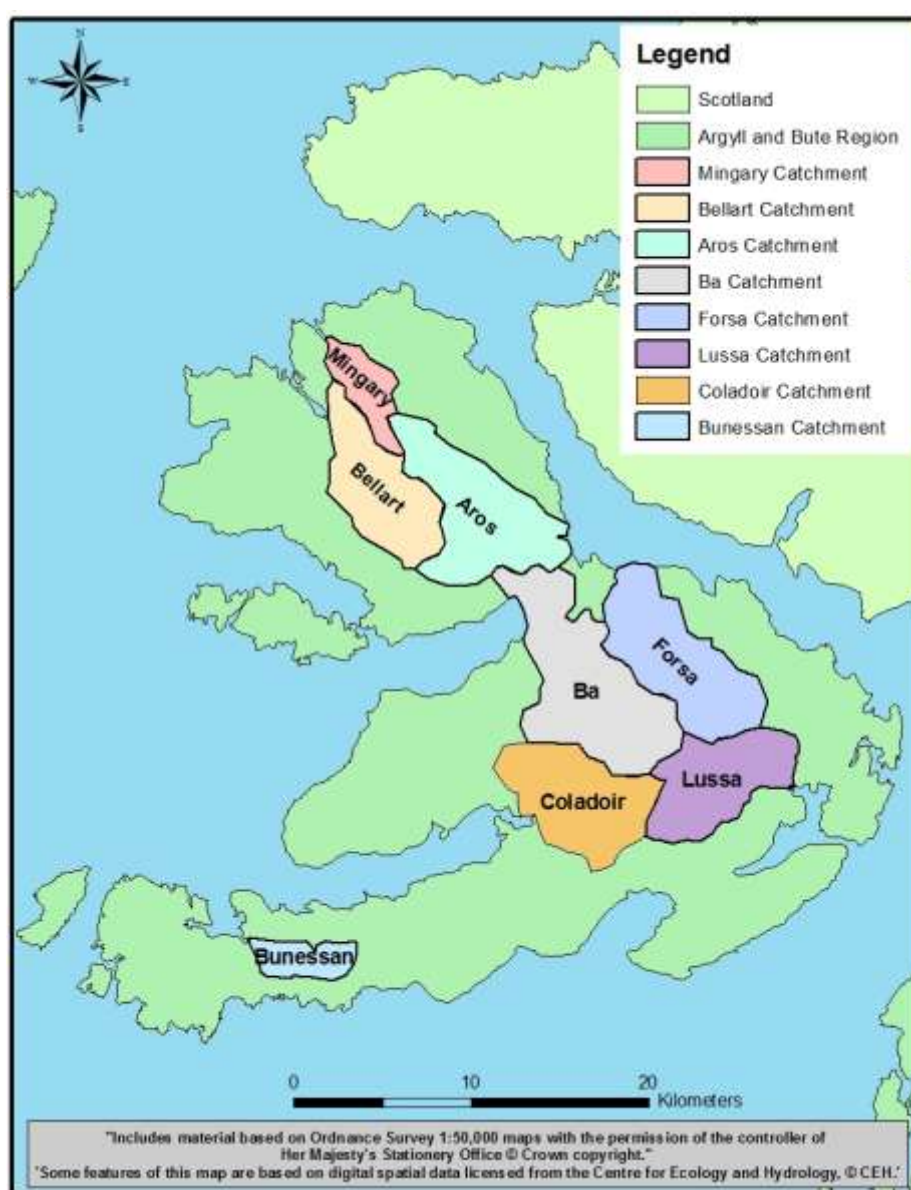 N
W E
S
Legend
Scotland
Argyll and Bute Region
Mingary Catchment
Bellart Catchment
Aros Catchment
Ba Catchment
Forsa Catchment
Lussa Catchment
Coladoir Catchment
Bunessan Catchment
Mingary
Bellart
Aros
Forsa
Ba
Lussa
Coladoir
Bunessan
0 10 20
Kilometers
"Includes material based on Ordnance Survey 1:50,000 maps with the permission of the controller of
Her Majesty's Stationery Office © Crown copyright."
'Some features of this map are based on digital spatial data licensed from the Centre for Ecology and Hydrology, © CEH.'